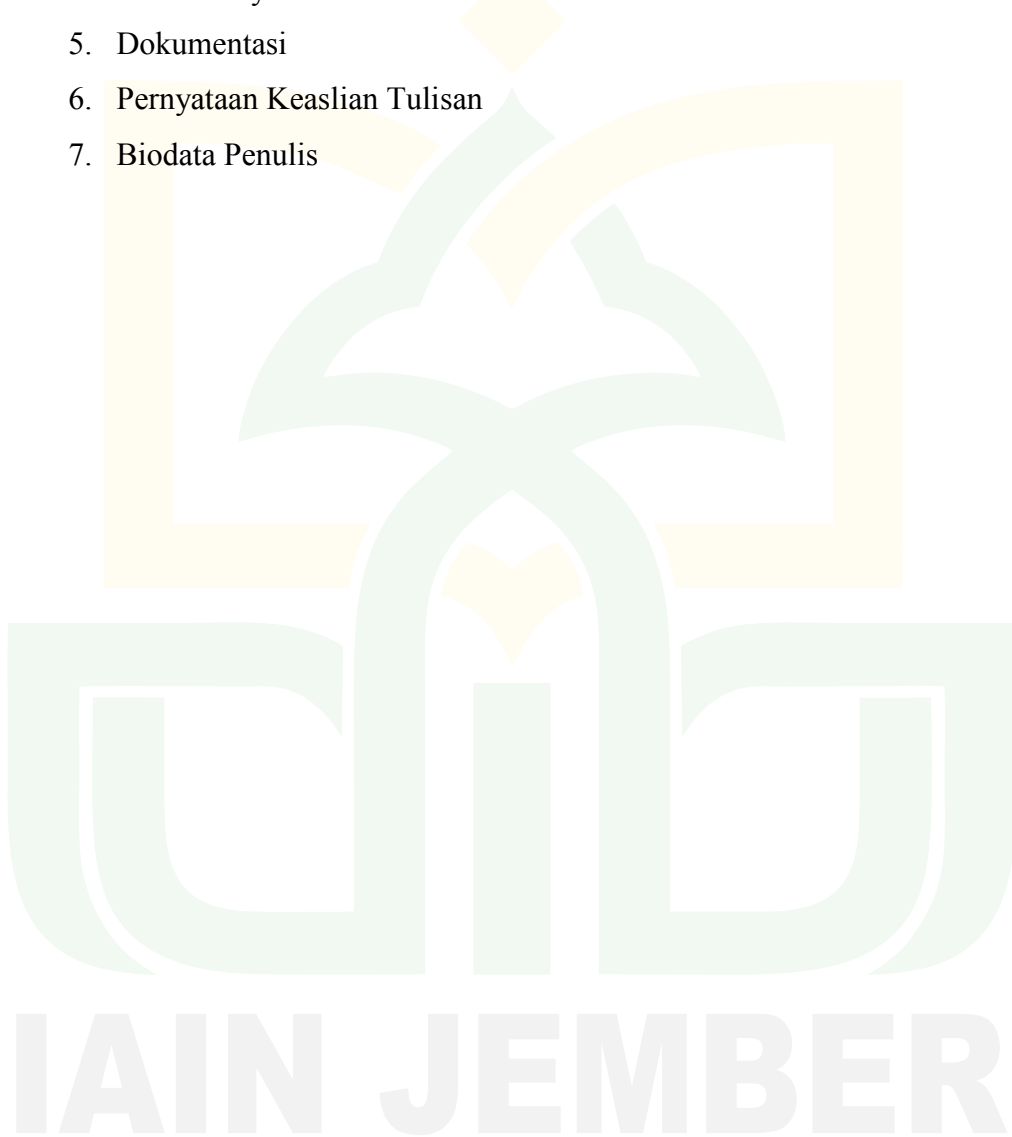 5. Dokumentasi
6. Pernyataan Keaslian Tulisan
7. Biodata Penulis
IAIN JEMBER